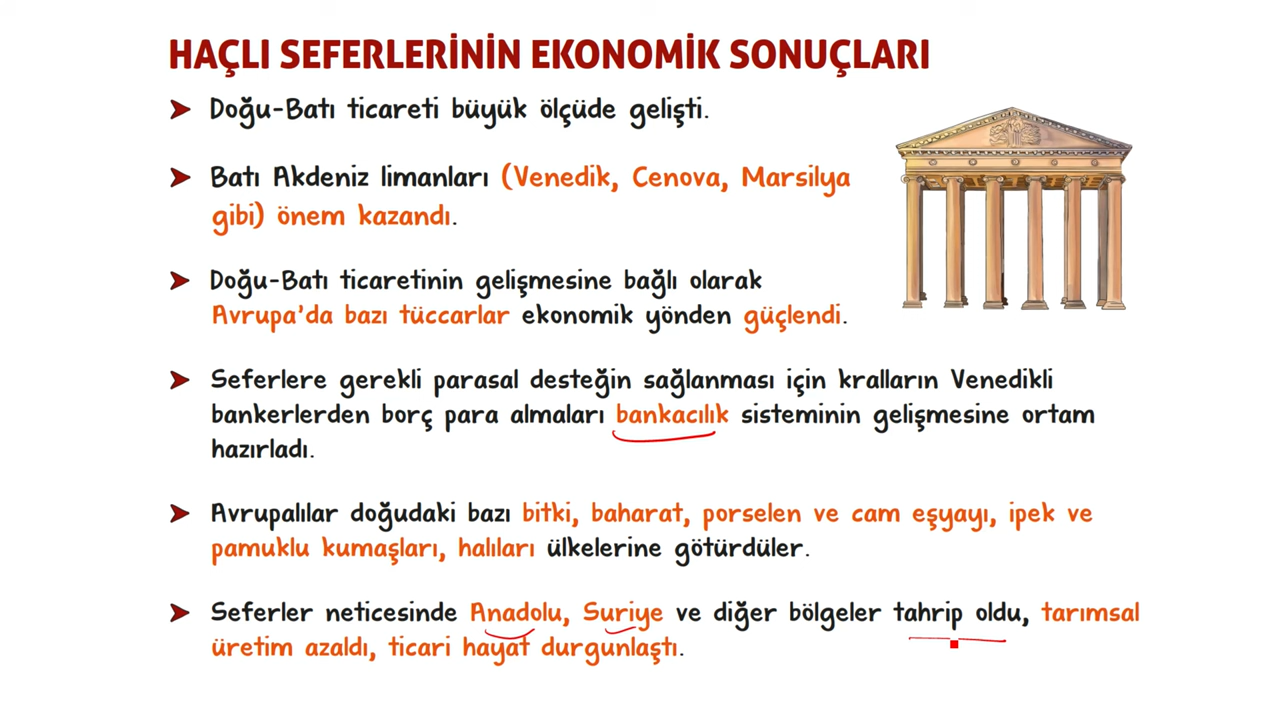 HAÇLI SEFERLERİNİN EKONOMİK SONUÇLARI
Doğu-Batı ticareti büyük ölçüde gelişti.
Batı Akdeniz limanları (Venedik, Cenova, Marsilya
gibi) önem kazandı.
Doğu-Batı ticaretinin gelişmesine bağlı olarak
Avrupa'da bazı tüccarlar ekonomik yönden güçlendi.
Seferlere gerekli parasal desteğin sağlanması için kralların Venedikli
bankerlerden borç para almaları bankacılık sisteminin gelişmesine ortam
hazırladı.
Avrupalılar doğudaki bazı bitki, baharat, porselen ve cam eşyayı, ipek ve
pamuklu kumaşları, halıları ülkelerine götürdüler.
Seferler neticesinde Anadolu, Suriye ve diğer bölgeler tahrip oldu, tarımsal
üretim azaldı, ticari hayat durgunlaştı.